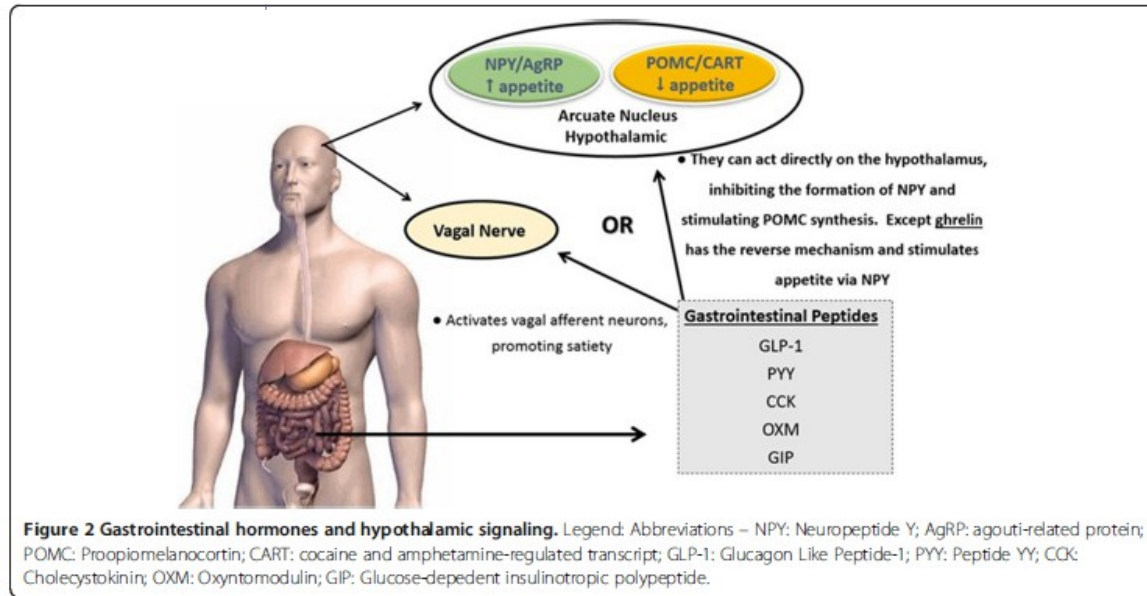 NPY/AgRP
↑ appetite
POMC/CART
↓ appetite
Arcuate Nucleus
Hypothalamic
● They can act directly on the hypothalamus,
inhibiting the formation of NPY and
stimulating POMC synthesis. Except ghrelin
has the reverse mechanism and stimulates
appetite via NPY
Vagal Nerve
OR
● Activates vagal afferent neurons,
promoting satiety
Gastrointestinal Peptides
GLP-1
PYY
CCK
OXM
GIP
Figure 2 Gastrointestinal hormones and hypothalamic signaling. Legend: Abbreviations – NPY: Neuropeptide Y; AgRP: agouti-related protein;
POMC: Proopiomelanocortin; CART: cocaine and amphetamine-regulated transcript; GLP-1: Glucagon Like Peptide-1; PYY: Peptide YY; CCK:
Cholecystokinin; OXM: Oxyntomodulin; GIP: Glucose-depedent insulinotropic polypeptide.